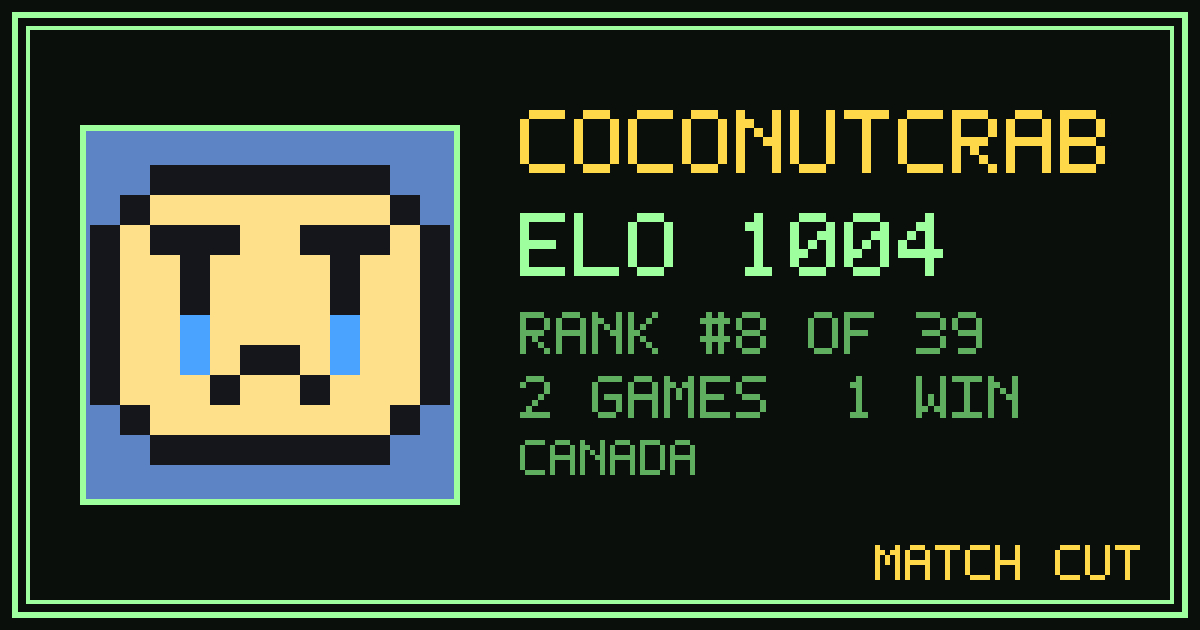 COCONUTCRAB
ELO 1004
RANK #8 OF 39
2 GAMES 1 WIN
CANADA
MATCH CUT